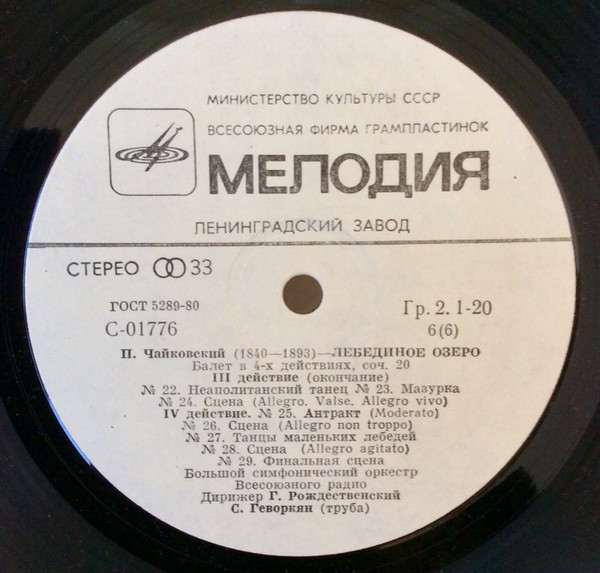 МИНИСТЕРСТВО КУЛЬТУРЫ СССР
ВСЕСОЮЗНАЯ ФИРМА ГРАМПЛАСТИНОК
МЕЛОДИЯ
ЛЕНИНГРАДСКИЙ ЗАВОД
СТЕРЕО 33
ГОСТ 5289-80 Гр. 2. 1-20
С-01776 6(6)
П. Чайковский (1840—1893)—ЛЕБЕДИНОЕ ОЗЕРО
Балет в 4-х действиях, соч. 20
III действие (окончание)
№ 22. Неаполитанский танец № 23. Мазурка
№ 24. Сцена (Allegro. Valse. Allegro vivo)
IV действие. № 25. Антракт (Moderato)
№ 26. Сцена (Allegro non troppo)
№ 27. Танцы маленьких лебедей
№ 28. Сцена (Allegro agitato)
№ 29. Финальная сцена
Большой симфонический оркестр
Всесоюзного радио
Дирижер Г. Рождественский
С. Геворкян (труба)